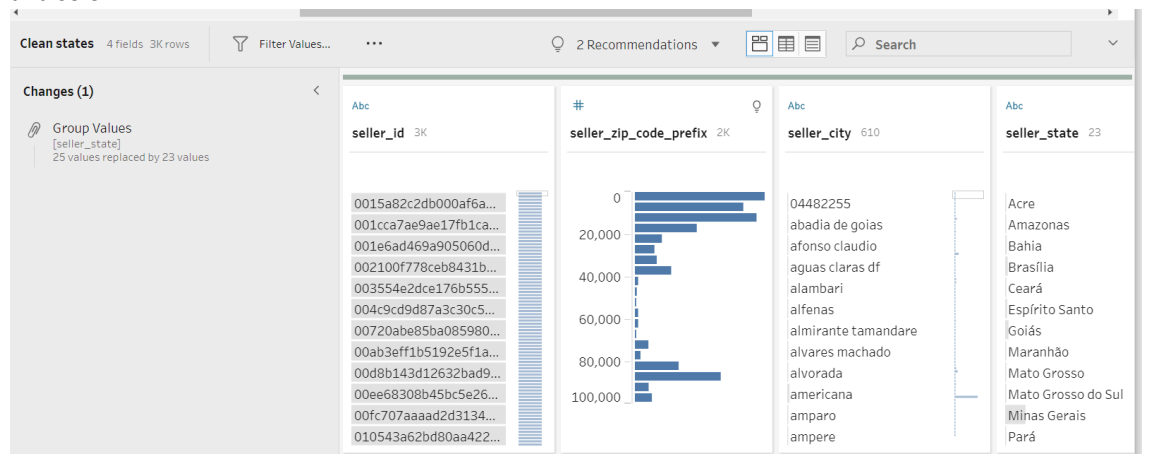 Clean states 4 fields 3K rows Filter Values... ··· 2 Recommendations Search
Changes (1)
Group Values
[seller_state]
25 values replaced by 23 values
Abc
seller_id 3K
0015a82c2db000af6a...
001cca7ae9ae17fb1ca...
001e6ad469a905060d...
002100f778ceb8431b...
003554e2dce176b555...
004c9cd9d87a3c30c5...
00720abe85ba085980...
00ab3eff1b5192e5f1a...
00d8b143d12632bad9...
00ee68308b45bc5e26...
00fc707aaaad2d3134...
010543a62bd80aa422...
#
seller_zip_code_prefix 2K
0
20,000
40,000
60,000
80,000
100,000
Abc
seller_city 610
04482255
abadia de goias
afonso claudio
aguas claras df
alambari
alfenas
almirante tamandare
alvares machado
alvorada
americana
amparo
ampere
Abc
seller_state 23
Acre
Amazonas
Bahia
Brasília
Ceará
Espírito Santo
Goiás
Maranhão
Mato Grosso
Mato Grosso do Sul
Minas Gerais
Pará